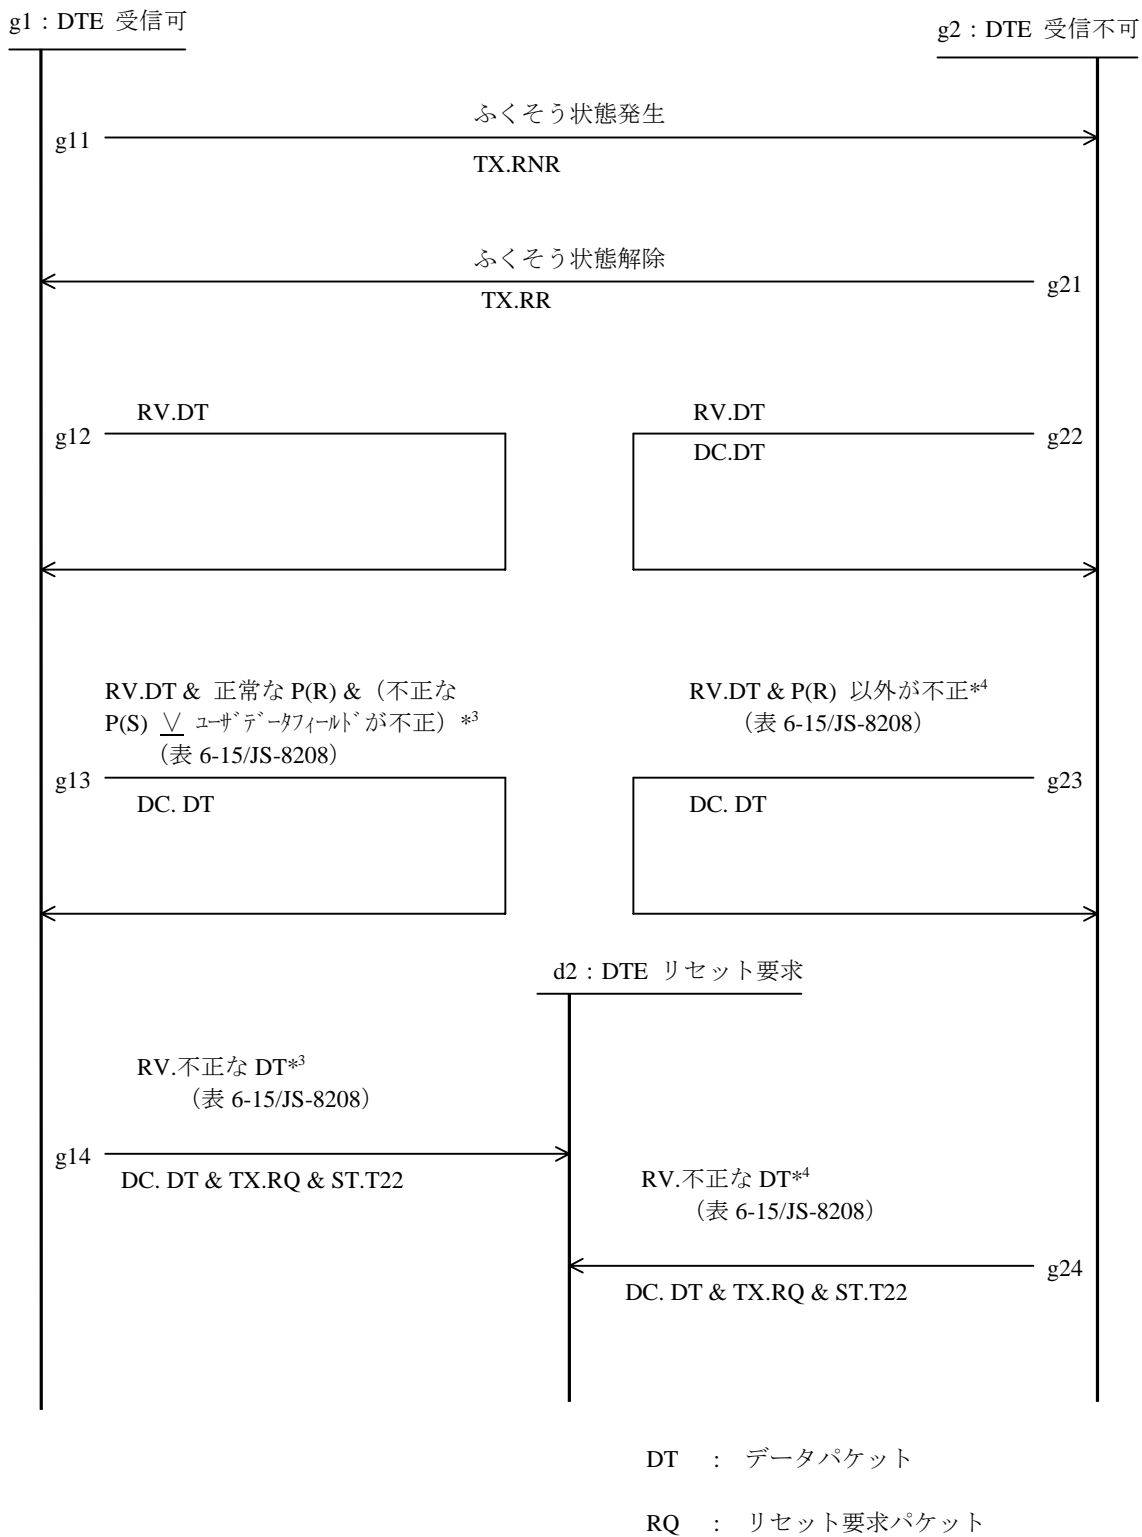 g1：DTE 受信可
g2：DTE 受信不可
ふくそう状態発生
g11
TX.RNR
ふくそう状態解除
g21
TX.RR
RV.DT
RV.DT
g12
g22
DC.DT
RV.DT & 正常な P(R) &（不正な
P(S) ∨ ﾕｰｻﾞﾃﾞｰﾀﾌｨｰﾙﾄﾞが不正）*3
（表 6-15/JS-8208）
RV.DT & P(R) 以外が不正*4
（表 6-15/JS-8208）
g13
g23
DC. DT
DC. DT
d2：DTE リセット要求
RV.不正な DT*3
（表 6-15/JS-8208）
g14
DC. DT & TX.RQ & ST.T22
RV.不正な DT*4
（表 6-15/JS-8208）
g24
DC. DT & TX.RQ & ST.T22
DT ： データパケット
RQ ： リセット要求パケット